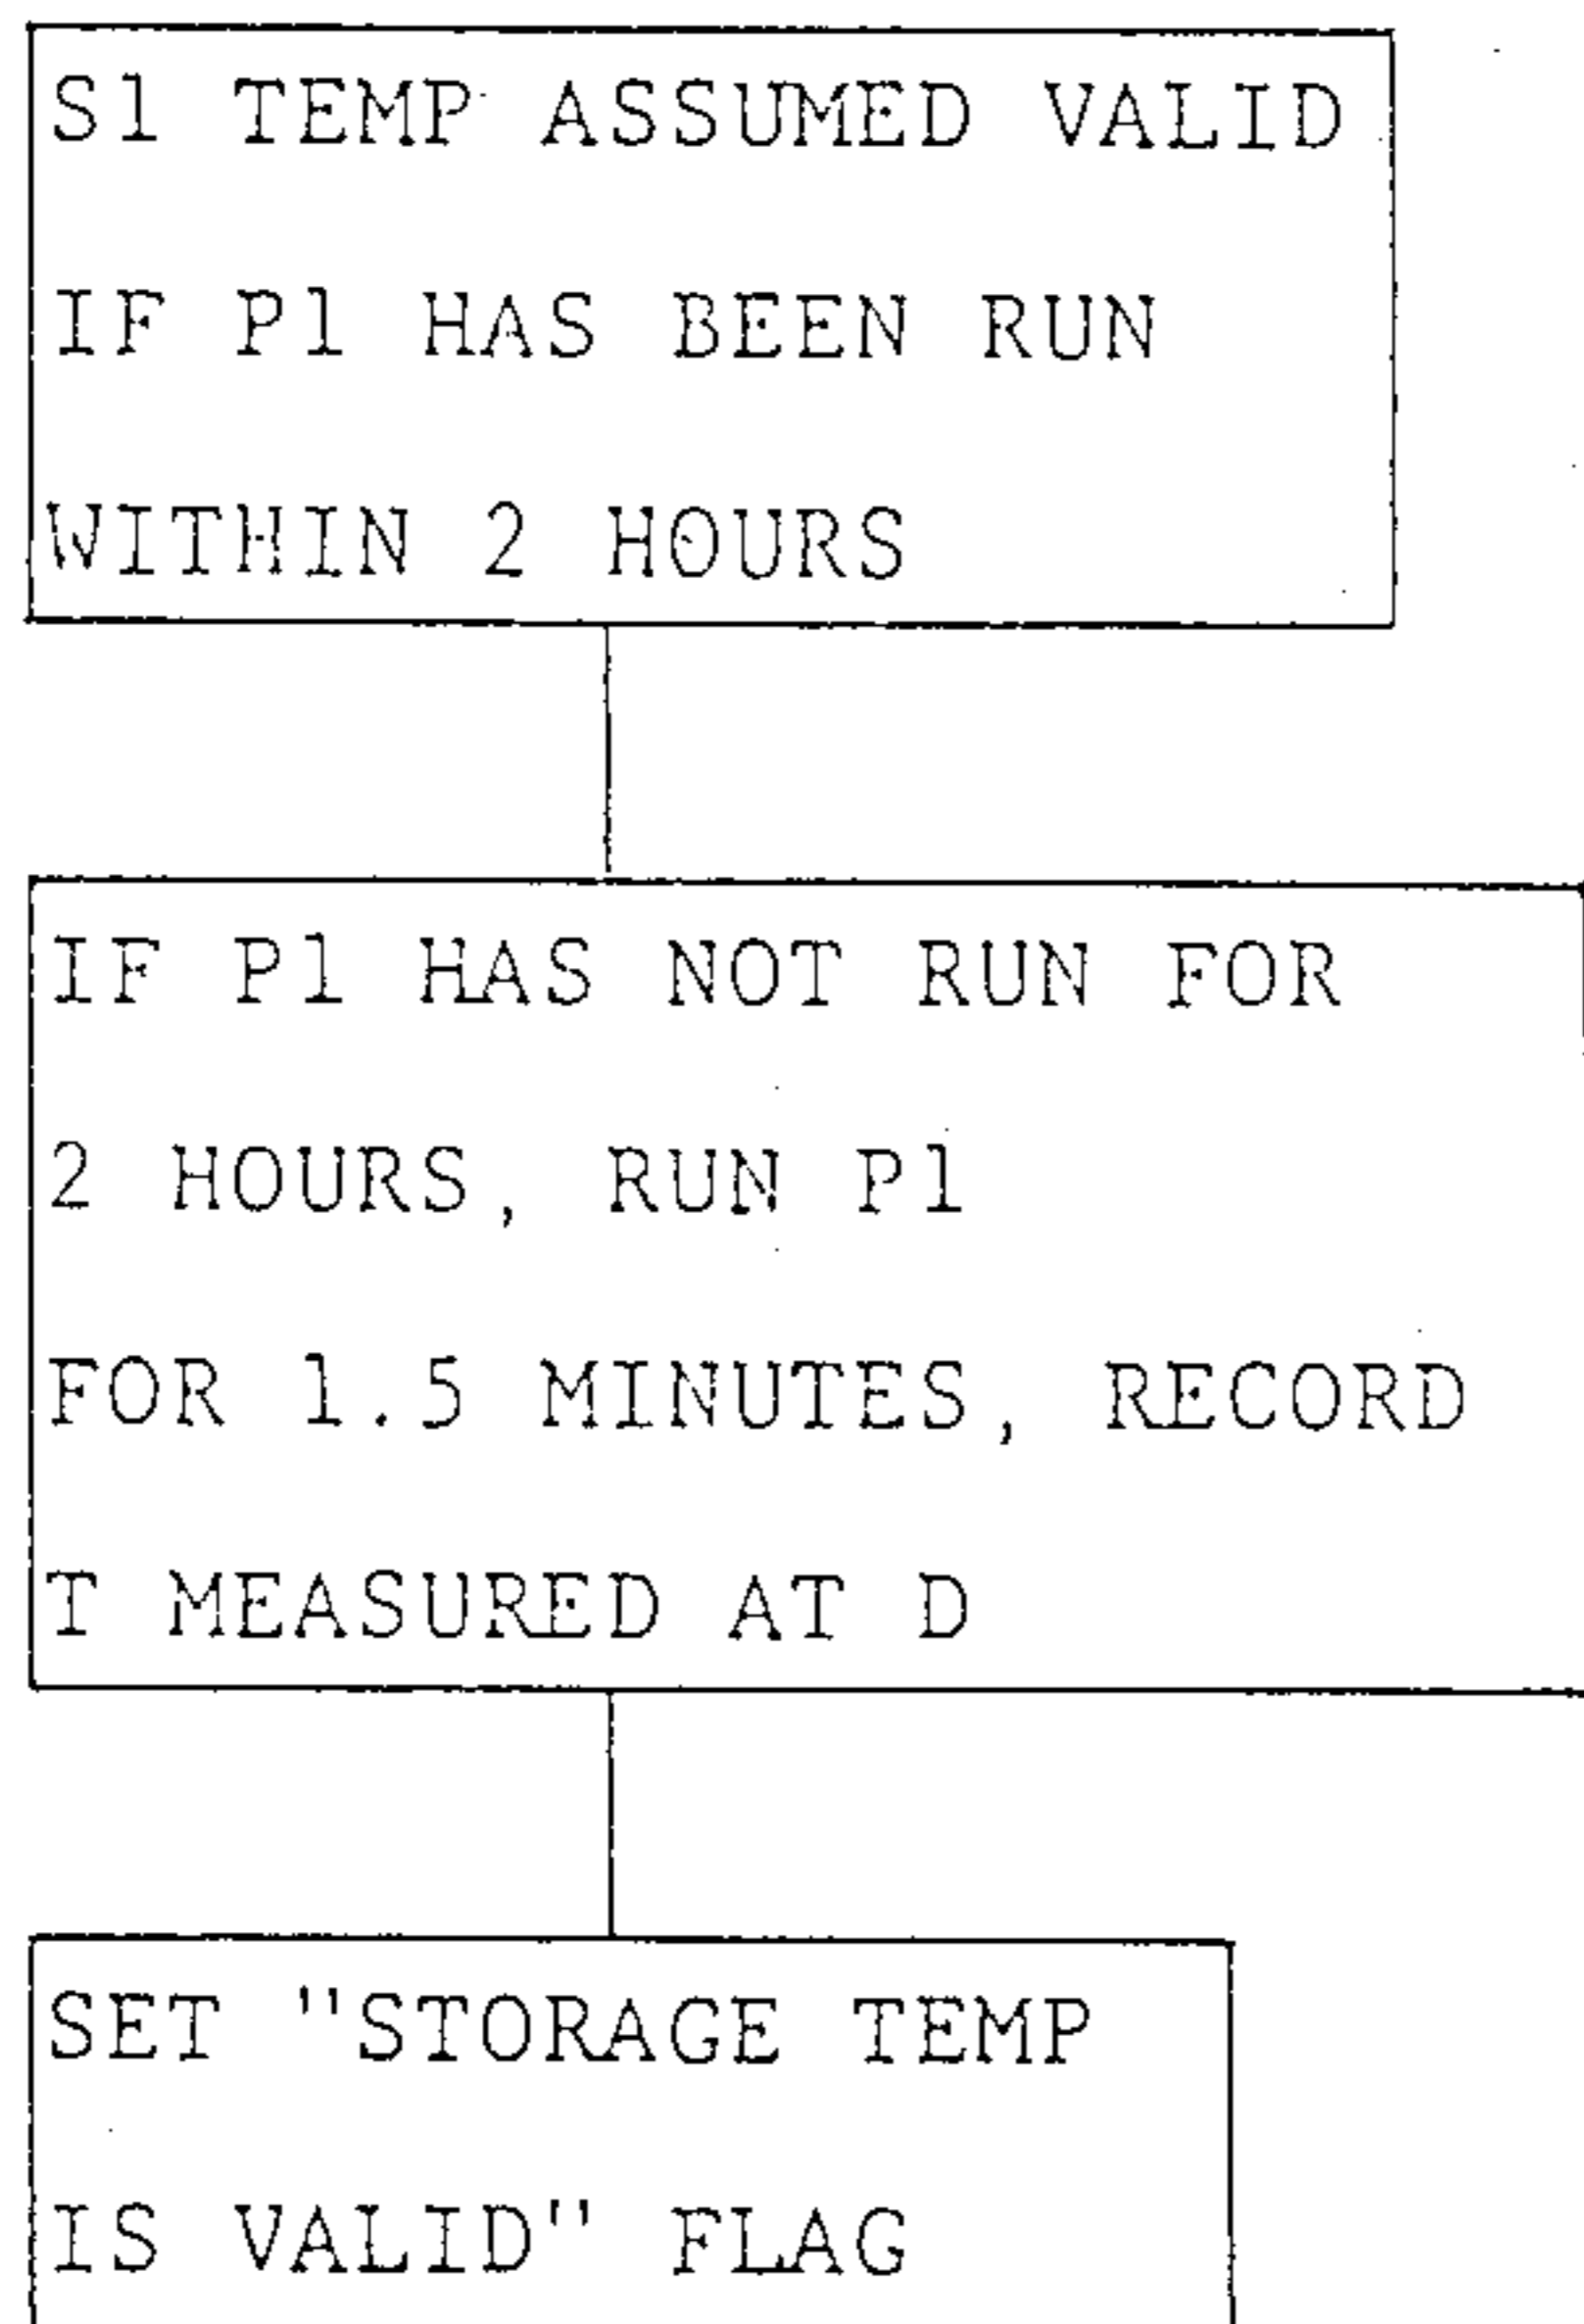 S1 TEMP ASSUMED VALID
IF P1 HAS BEEN RUN
WITHIN 2 HOURS
IF P1 HAS NOT RUN FOR
2 HOURS, RUN P1
FOR 1.5 MINUTES, RECORD
T MEASURED AT D
SET "STORAGE TEMP
IS VALID" FLAG